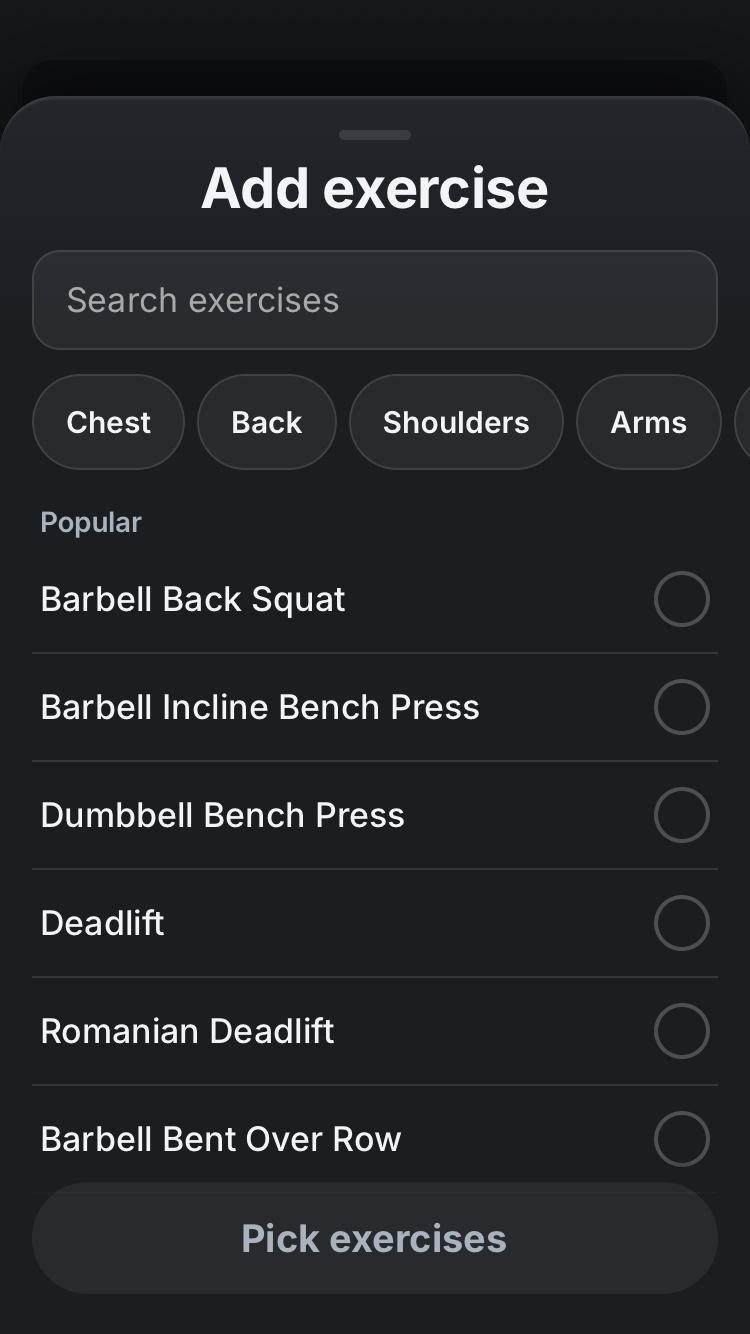 Add exercise
Search exercises
Chest Back Shoulders Arms
Popular
Barbell Back Squat
Barbell Incline Bench Press
Dumbbell Bench Press
Deadlift
Romanian Deadlift
Barbell Bent Over Row
Pick exercises